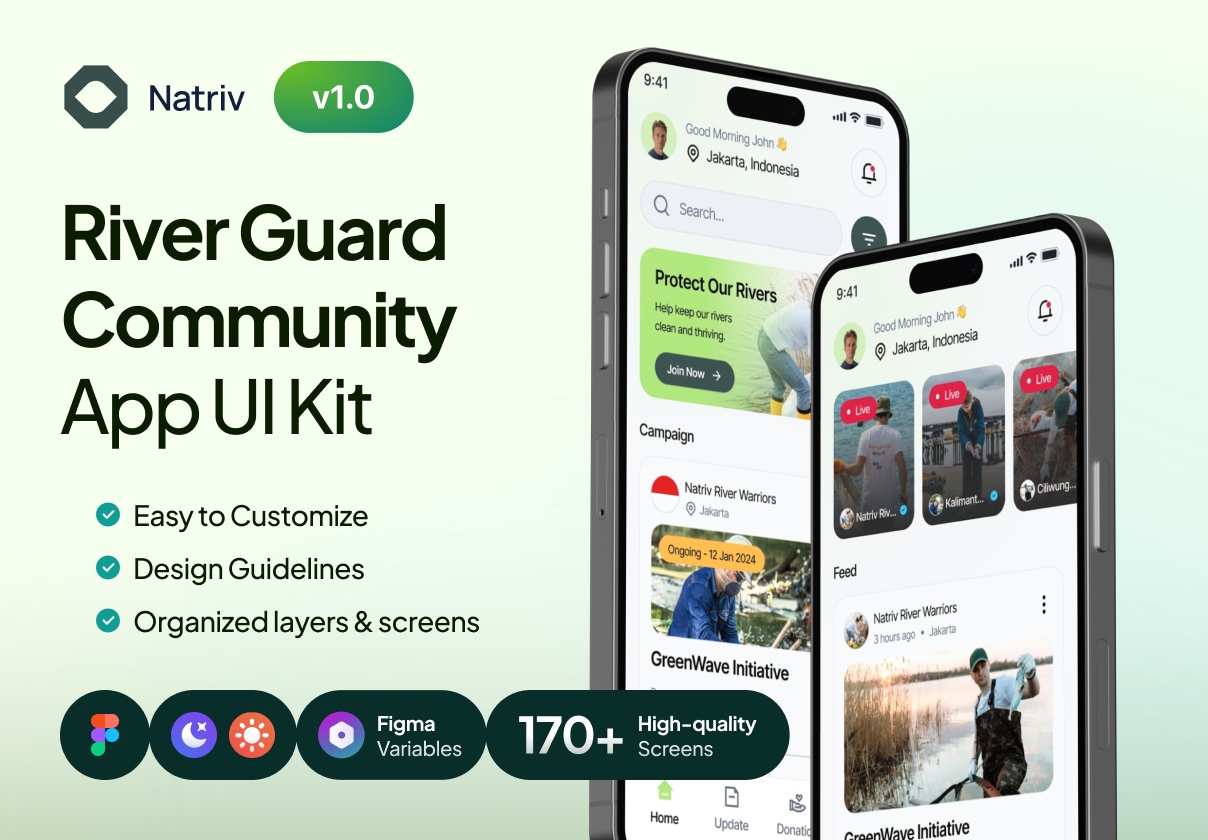 Natriv
v1.0
River Guard
Community
App UI Kit
Easy to Customize
Design Guidelines
Organized layers & screens
Figma
Variables
170+
High-quality
Screens
9:41
Good Morning John 👋
Jakarta, Indonesia
Search...
Protect Our Rivers
Help keep our rivers
clean and thriving.
Join Now →
Campaign
Natriv River Warriors
Jakarta
Ongoing - 12 Jan 2024
GreenWave Initiative
Home
Update
Donatio
9:41
Good Morning John 👋
Jakarta, Indonesia
Live
Live
Live
Natriv Riv...
Kalimant...
Ciliwung...
Feed
Natriv River Warriors
3 hours ago • Jakarta
GreenWave Initiative